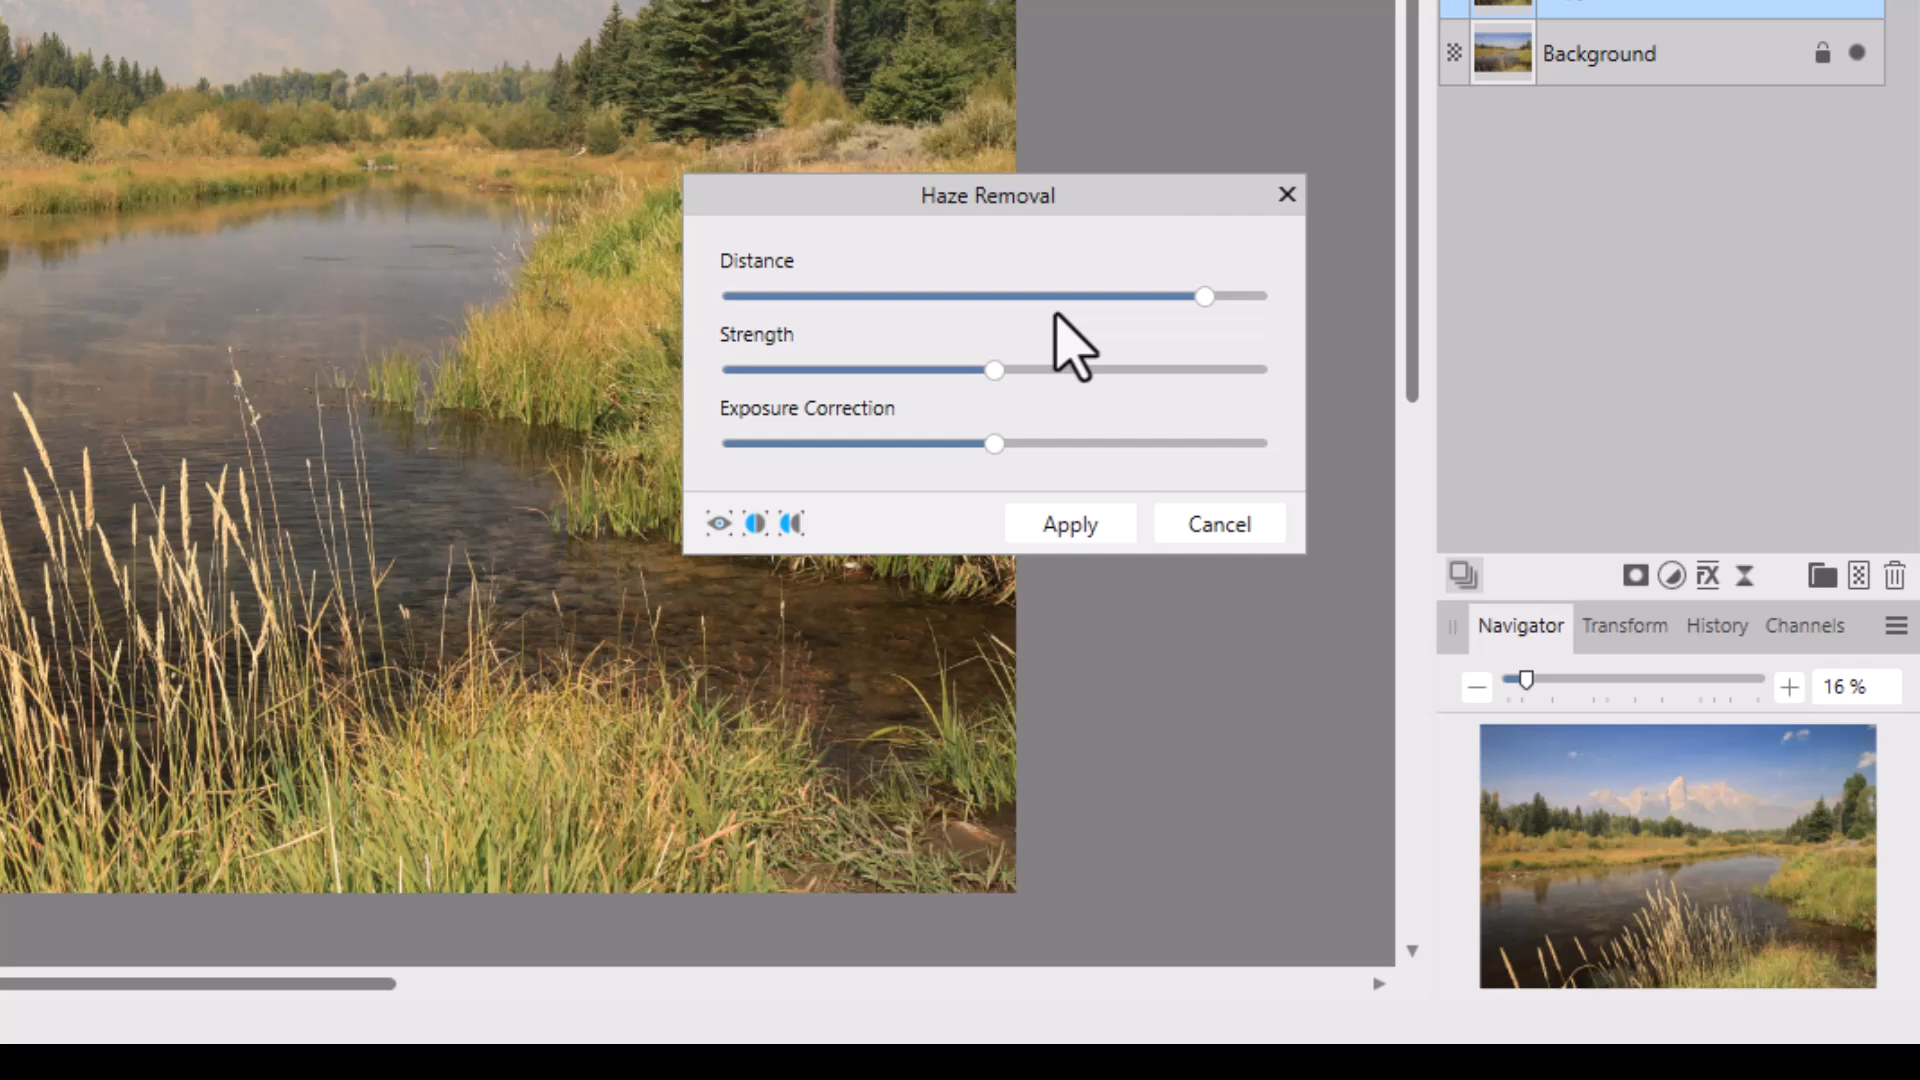 Background
Haze Removal
Distance
Strength
Exposure Correction
Apply
Cancel
Navigator
Transform
History
Channels
16 %